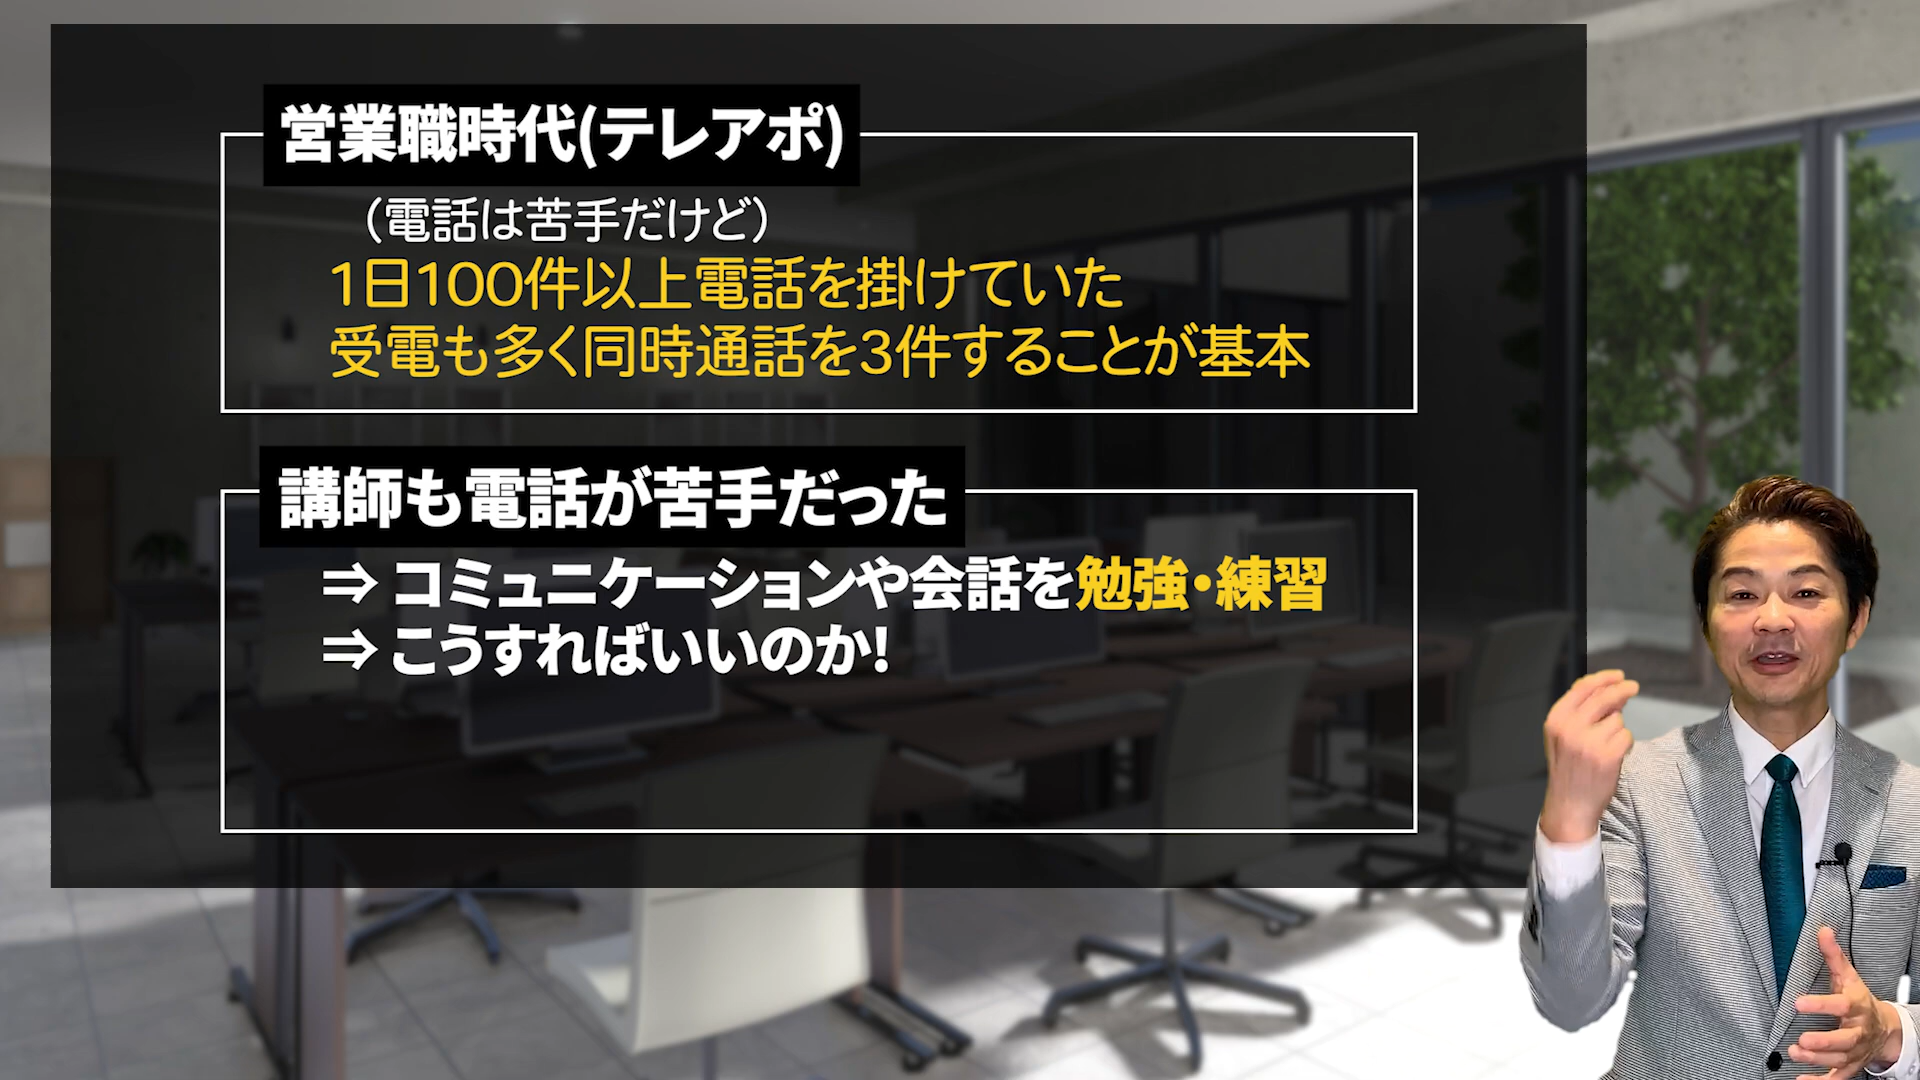 営業職時代(テレアポ)
（電話は苦手だけど）
1日100件以上電話を掛けていた
受電も多く同時通話を3件することが基本
講師も電話が苦手だった
⇒ コミュニケーションや会話を勉強・練習
⇒ こうすればいいのか!